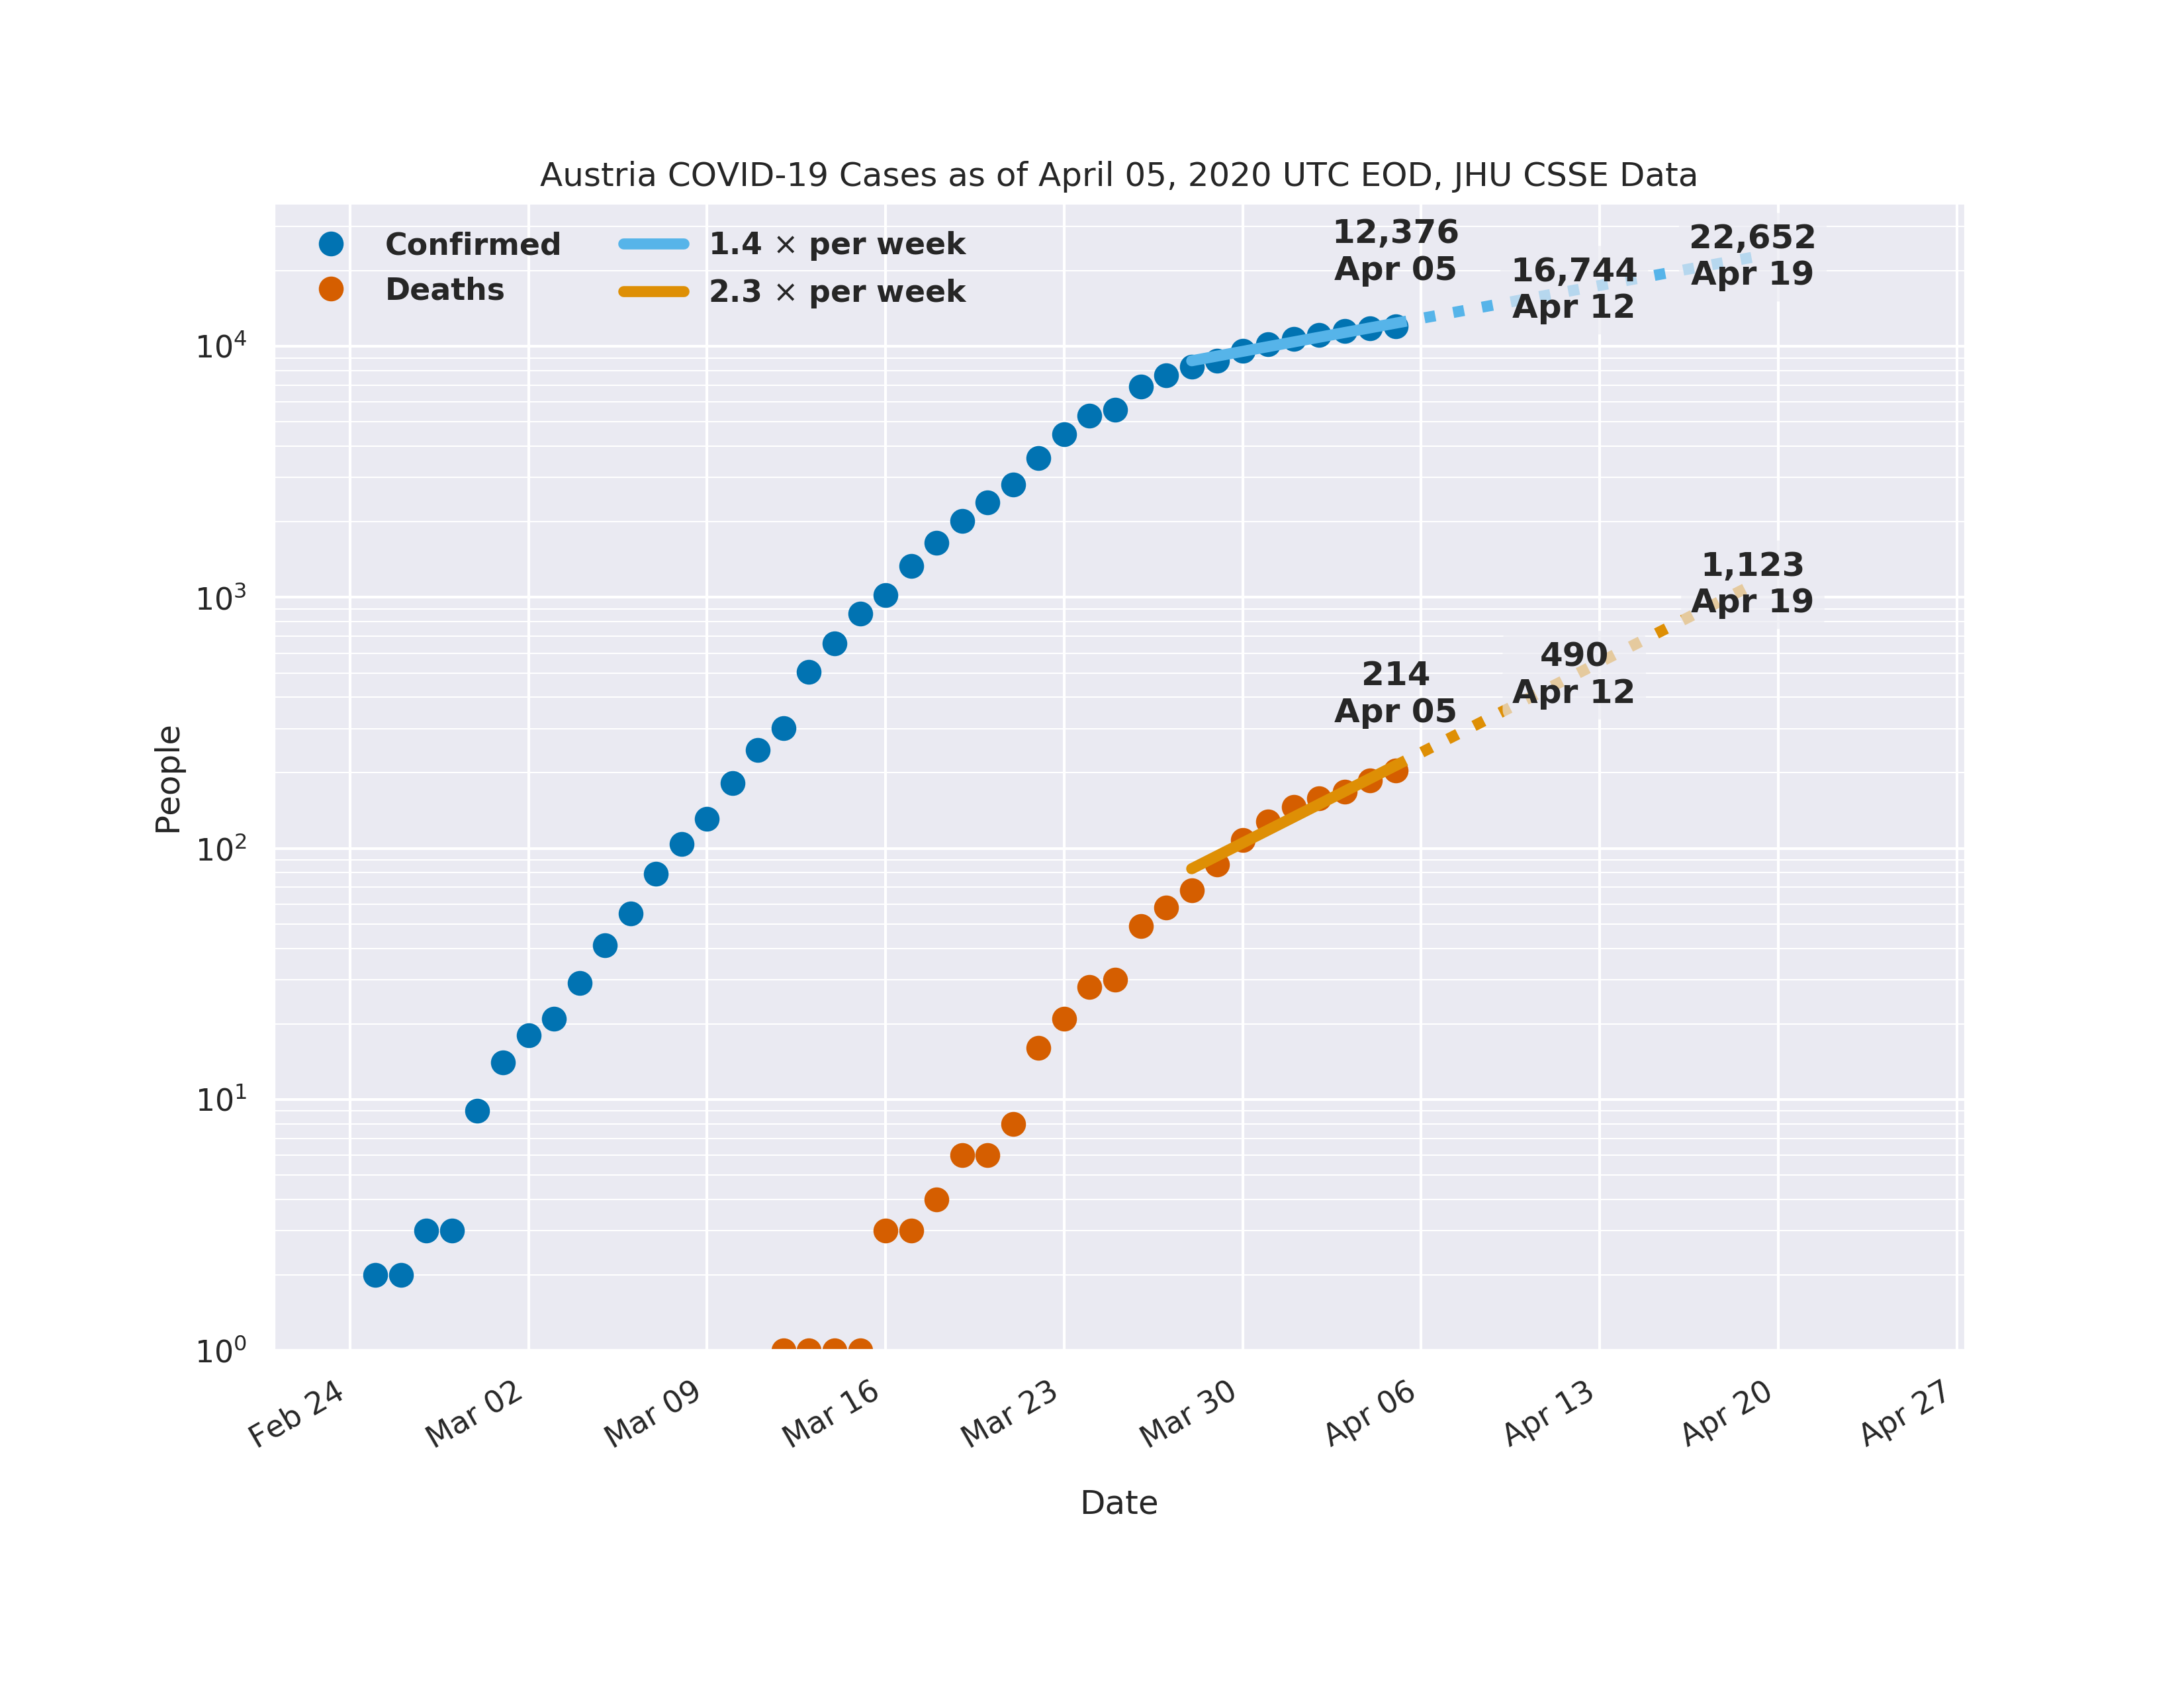 Austria COVID-19 Cases as of April 05, 2020 UTC EOD, JHU CSSE Data
Confirmed
Deaths
1.4 × per week
2.3 × per week
12,376
Apr 05
16,744
Apr 12
22,652
Apr 19
214
Apr 05
490
Apr 12
1,123
Apr 19
People
10⁴
10³
10²
10¹
10⁰
Feb 24
Mar 02
Mar 09
Mar 16
Mar 23
Mar 30
Apr 06
Apr 13
Apr 20
Apr 27
Date